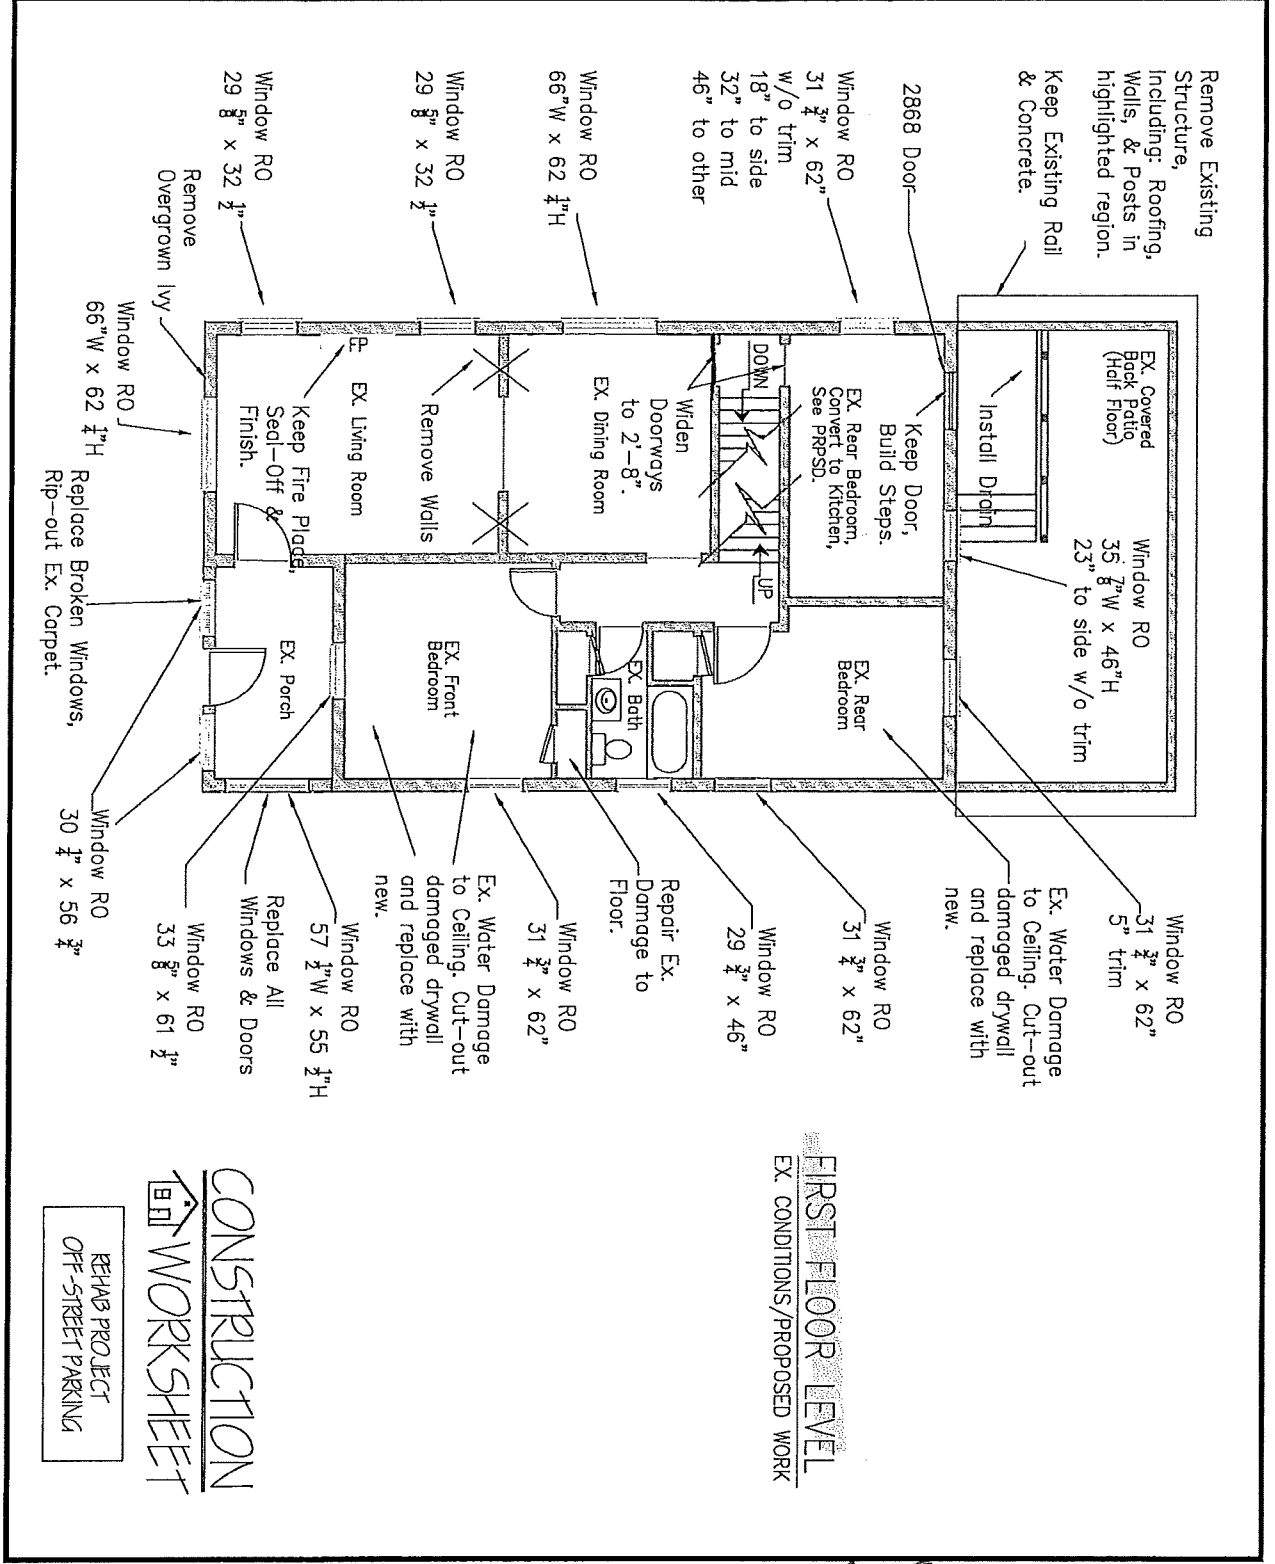 Remove Existing
Structure,
Including: Roofing,
Walls, & Posts in
highlighted region.
Keep Existing Rail
& Concrete.
2868 Door
Window RO
31 3/4" x 62"
w/o trim
18" to side
32" to mid
46" to other
Window RO
66"W x 62 1/4"H
Window RO
29 5/8" x 32 1/2"
Window RO
29 5/8" x 32 1/2"
Remove
Overgrown Ivy
Window RO
66"W x 62 1/4"H
Replace Broken Windows,
Rip-out Ex. Carpet.
EX. Covered
Back Patio
(Half Floor)
Install Drain
Window RO
35 7/8"W x 46"H
23" to side w/o trim
Keep Door,
Build Steps.
EX. Rear Bedroom,
Convert to Kitchen,
See PRPSD.
DOWN
UP
Widen
Doorways
to 2'-8".
EX. Dining Room
Remove Walls
EX. Living Room
FP
Keep Fire Place,
Seal-Off &
Finish.
EX. Rear
Bedroom
EX. Bath
EX. Front
Bedroom
EX. Porch
Window RO
31 3/4" x 62"
5" trim
Ex. Water Damage
to Ceiling. Cut-out
damaged drywall
and replace with
new.
Window RO
31 3/4" x 62"
Window RO
29 3/4" x 46"
Repair Ex.
Damage to
Floor.
Window RO
31 3/4" x 62"
Ex. Water Damage
to Ceiling. Cut-out
damaged drywall
and replace with
new.
Window RO
57 1/2"W x 55 1/2"H
Replace All
Windows & Doors
Window RO
33 5/8" x 61 1/2"
Window RO
30 1/4" x 56 3/4"
FIRST FLOOR LEVEL
EX. CONDITIONS/PROPOSED WORK
CONSTRUCTION
WORKSHEET
REHAB PROJECT
OFF-STREET PARKING